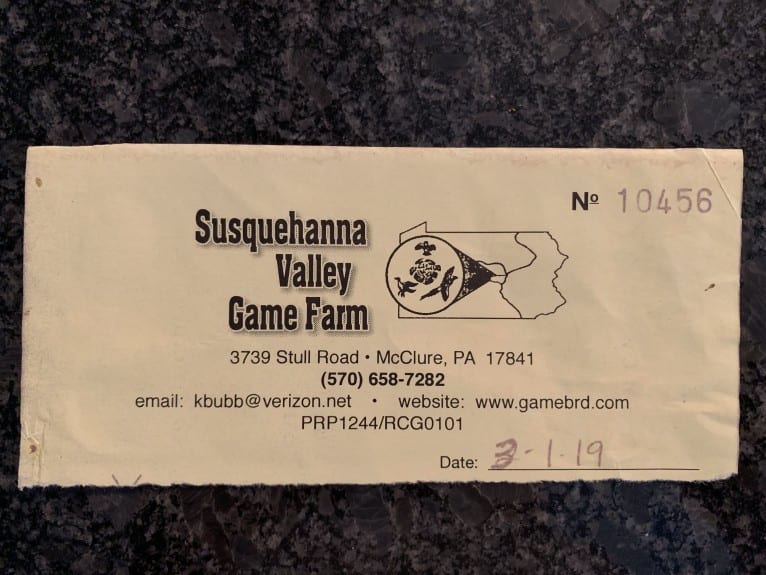 Nº 10456
Susquehanna
Valley
Game Farm
3739 Stull Road • McClure, PA 17841
(570) 658-7282
email: kbubb@verizon.net • website: www.gamebrd.com
PRP1244/RCG0101
Date: 3-1-19